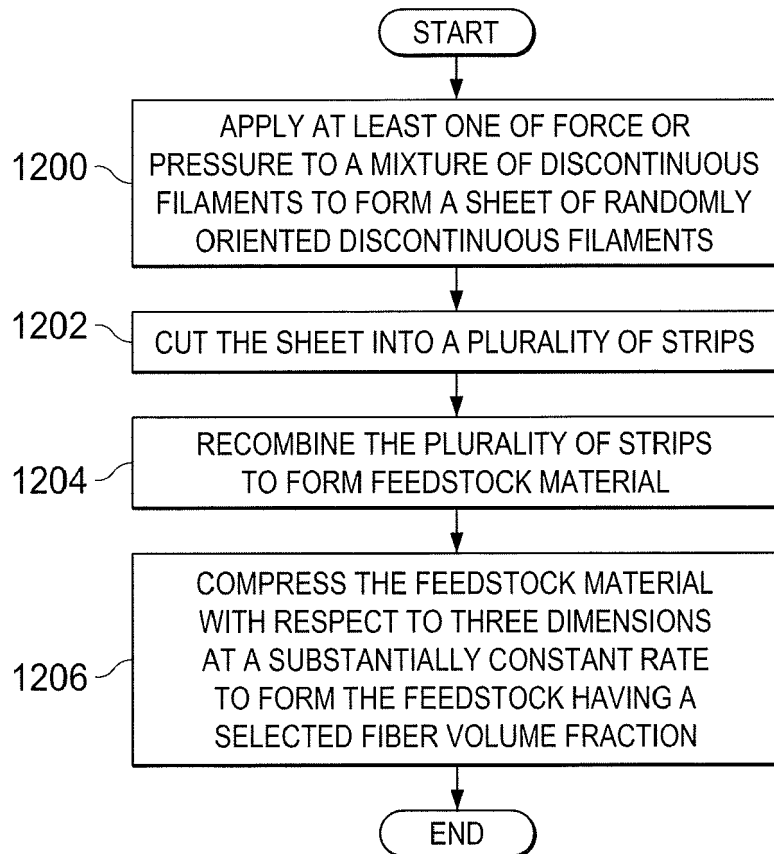 START
1200
APPLY AT LEAST ONE OF FORCE OR
PRESSURE TO A MIXTURE OF DISCONTINUOUS
FILAMENTS TO FORM A SHEET OF RANDOMLY
ORIENTED DISCONTINUOUS FILAMENTS
1202
CUT THE SHEET INTO A PLURALITY OF STRIPS
1204
RECOMBINE THE PLURALITY OF STRIPS
TO FORM FEEDSTOCK MATERIAL
1206
COMPRESS THE FEEDSTOCK MATERIAL
WITH RESPECT TO THREE DIMENSIONS
AT A SUBSTANTIALLY CONSTANT RATE
TO FORM THE FEEDSTOCK HAVING A
SELECTED FIBER VOLUME FRACTION
END